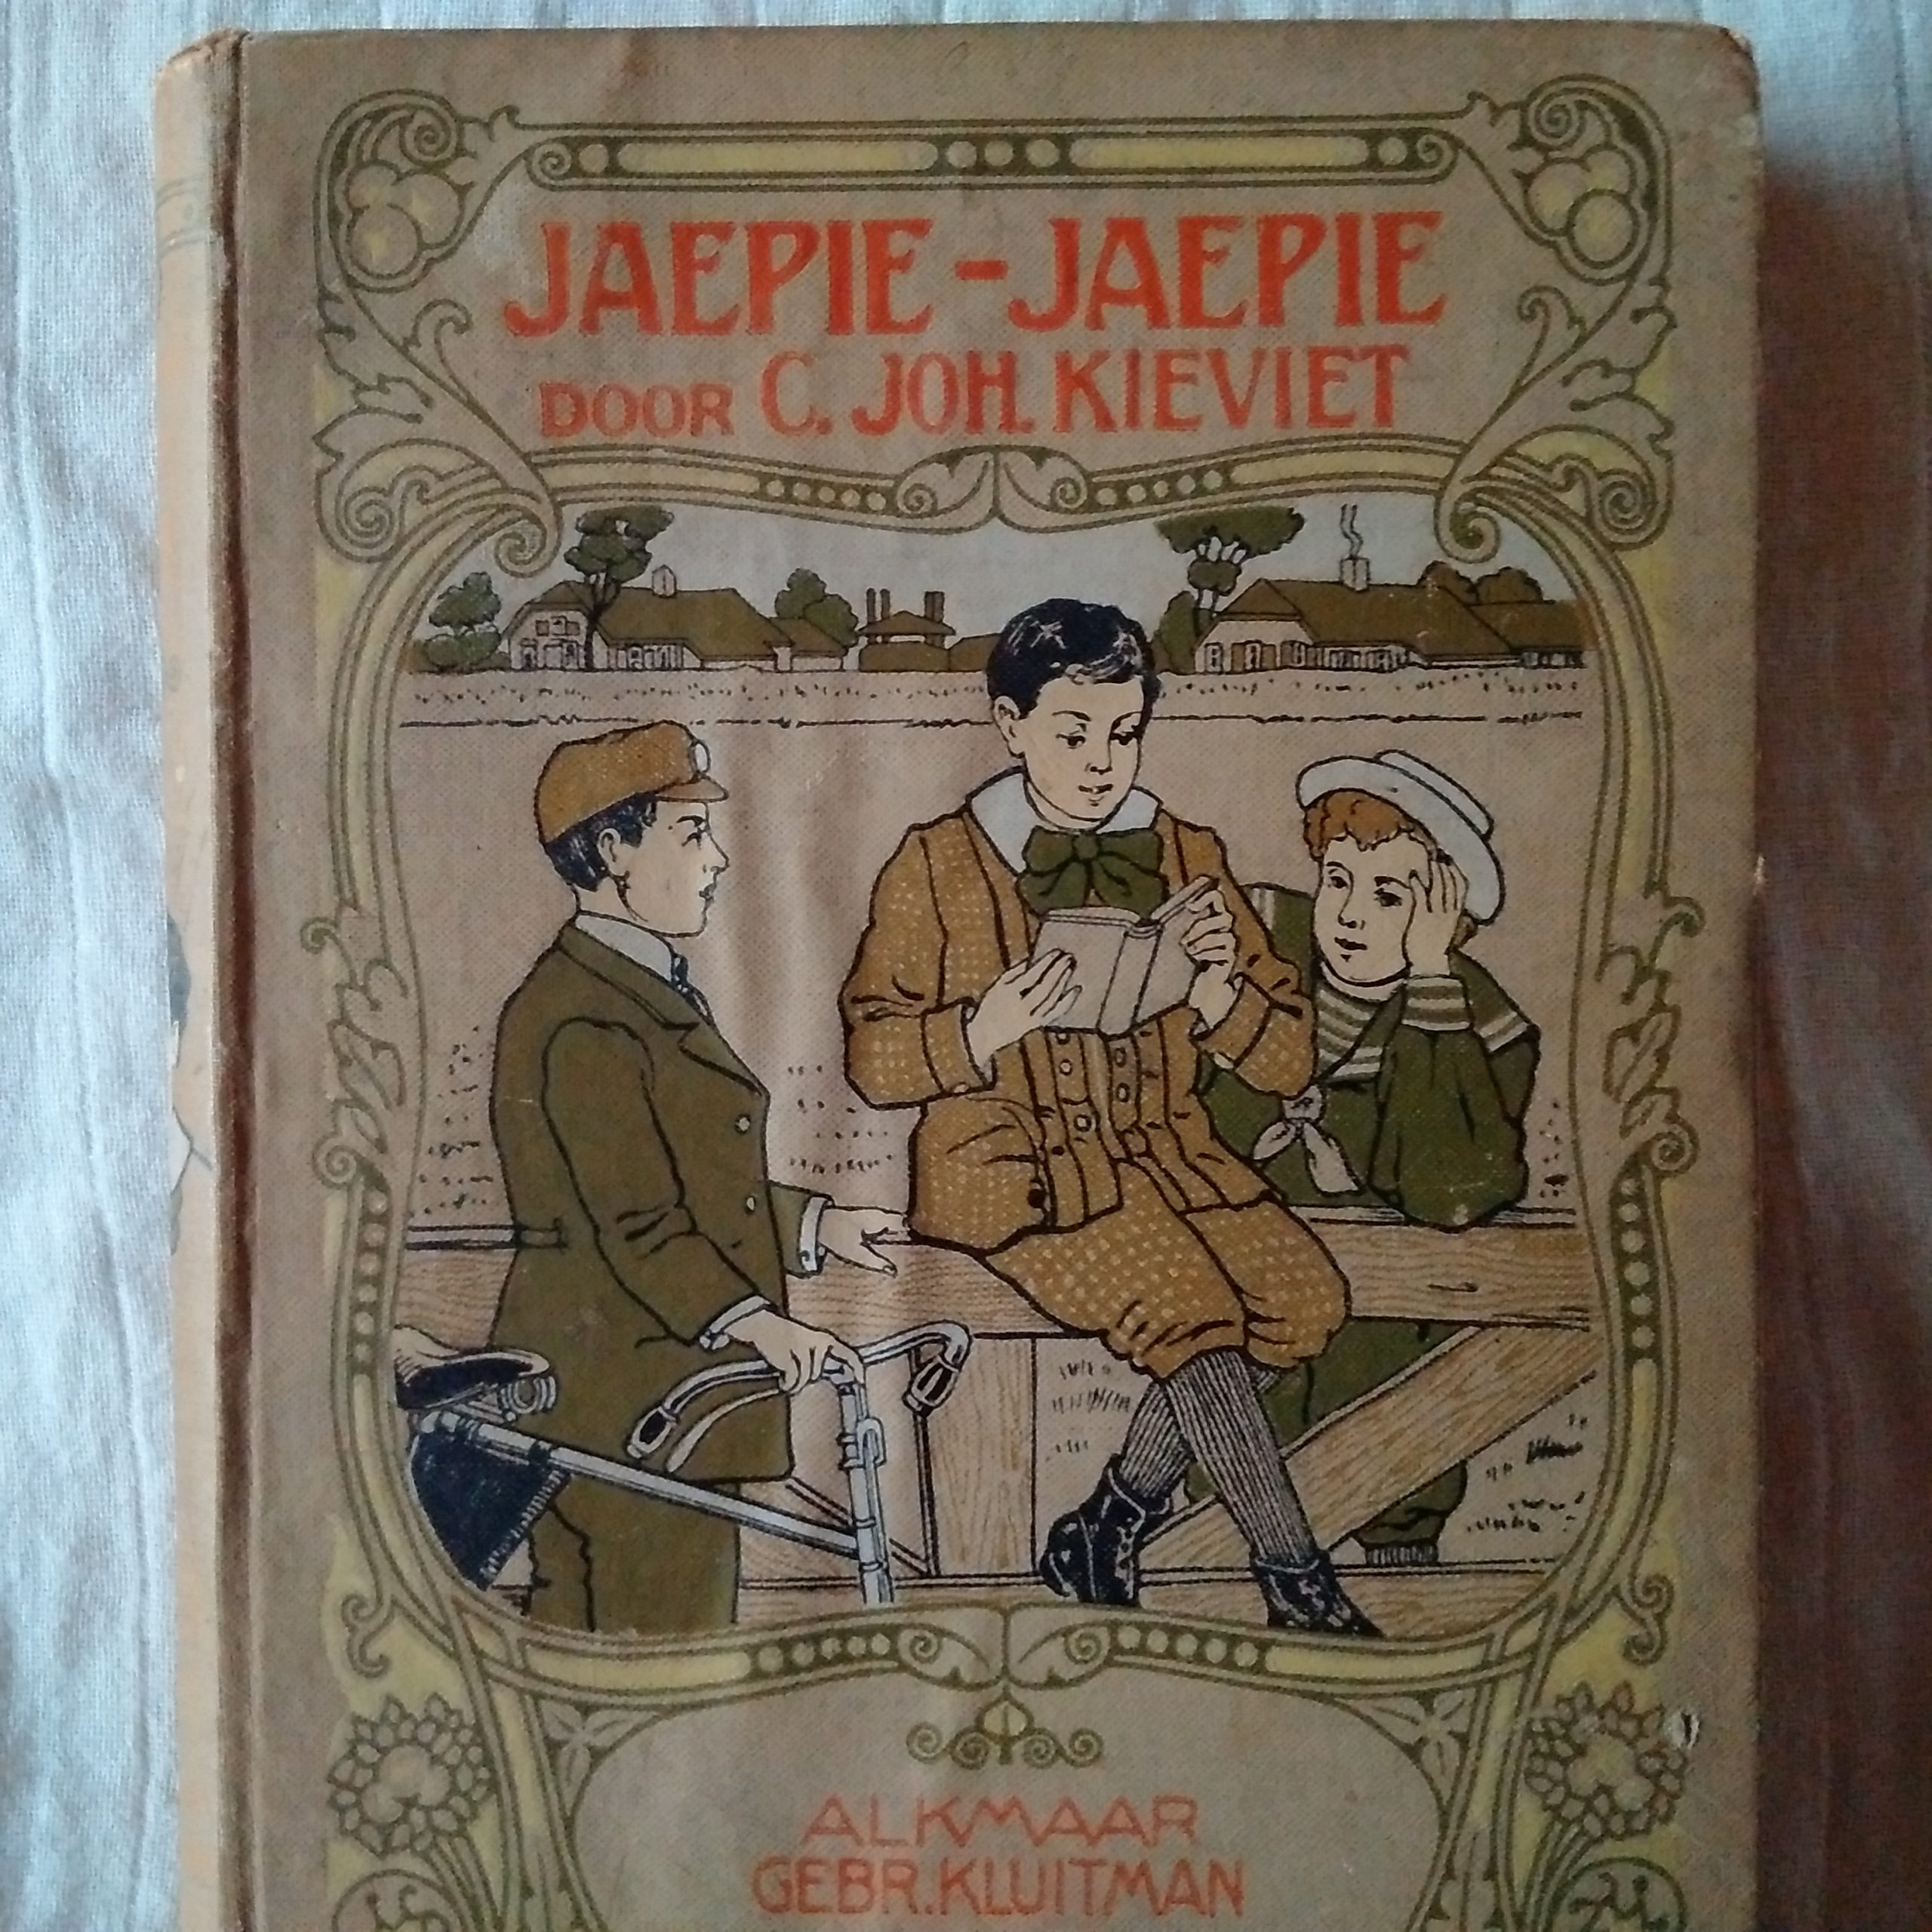 JAEPIE-JAEPIE
DOOR C. JOH. KIEVIET
ALKMAAR
GEBR. KLUITMAN